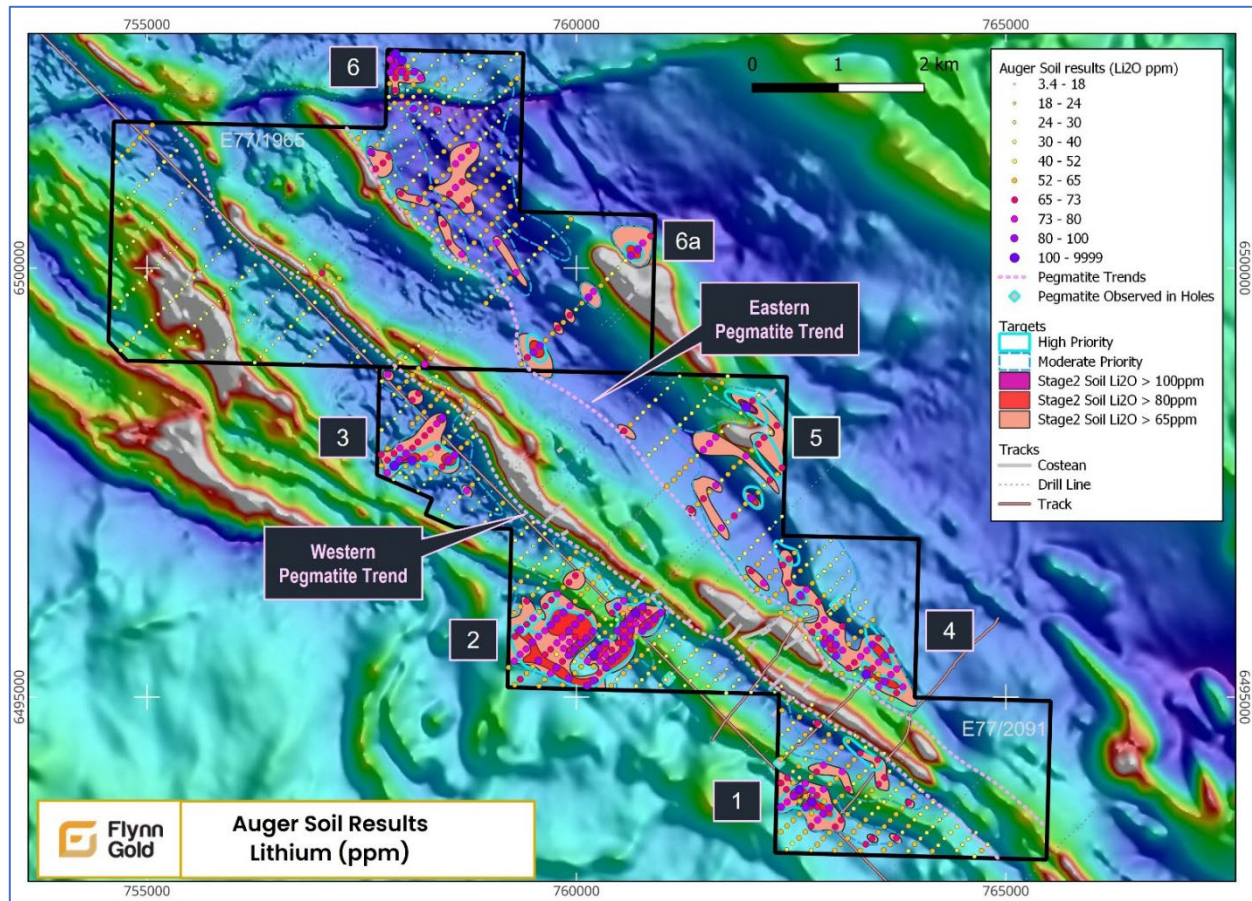 755000
760000
765000
6
E77/1965
0
1
2 km
Auger Soil results (Li2O ppm)
3.4 - 18
18 - 24
24 - 30
30 - 40
40 - 52
52 - 65
65 - 73
73 - 80
80 - 100
100 - 9999
Pegmatite Trends
Pegmatite Observed in Holes
Targets
High Priority
Moderate Priority
Stage2 Soil Li2O > 100ppm
Stage2 Soil Li2O > 80ppm
Stage2 Soil Li2O > 65ppm
Tracks
Costean
Drill Line
Track
6500000
6500000
6a
Eastern
Pegmatite Trend
3
5
Western
Pegmatite Trend
2
4
6495000
6495000
E77/2091
1
Flynn
Gold
Auger Soil Results
Lithium (ppm)
755000
760000
765000